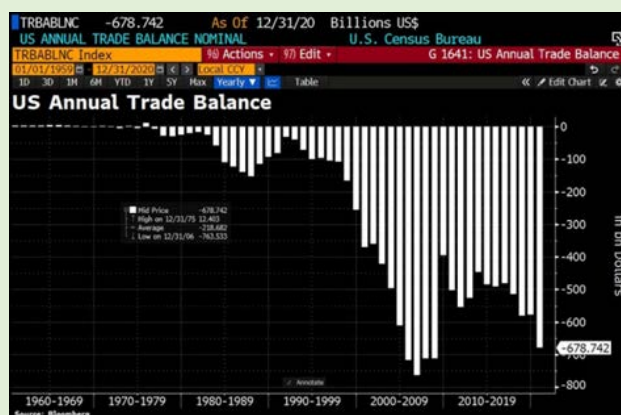 TRBABLNC -678.742 As Of 12/31/20 Billions US$
US ANNUAL TRADE BALANCE NOMINAL U.S. Census Bureau
TRBABLNC Index 96) Actions 97) Edit G 1641: US Annual Trade Balance
01/01/1959 - 12/31/2020 Local CCY
1D 3D 1M 6M YTD 1Y 5Y Max Yearly ▼ Table « Edit Chart
US Annual Trade Balance
0
-100
Mid Price -678.742
High on 12/31/75 12.403
Average -218.682
Low on 12/31/06 -763.533
-200
-300
-400
-500
-600
-678.742
-700
-800
In Bn Dollars
Annotate
1960-1969 1970-1979 1980-1989 1990-1999 2000-2009 2010-2019
Source: Bloomberg